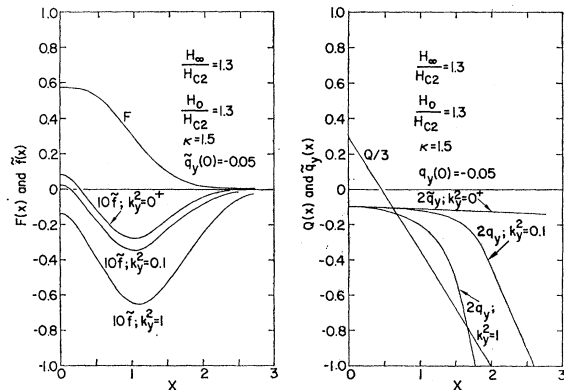 1.0
0.8
0.6
0.4
0.2
0
-0.2
-0.4
-0.6
-0.8
-1.0
F(x) and f̃(x)
H∞/HC2 = 1.3
H0/HC2 = 1.3
κ = 1.5
q̃y(0) = -0.05
F
10f̃; ky² = 0⁺
10f̃; ky² = 0.1
10f̃; ky² = 1
0 1 2 3
X
1.0
0.8
0.6
0.4
0.2
0
-0.2
-0.4
-0.6
-0.8
-1.0
Q(x) and q̃y(x)
H∞/HC2 = 1.3
H0/HC2 = 1.3
κ = 1.5
Q/3
qy(0) = -0.05
2q̃y; ky² = 0⁺
2qy; ky² = 0.1
2qy;
ky² = 1
0 1 2 3
X